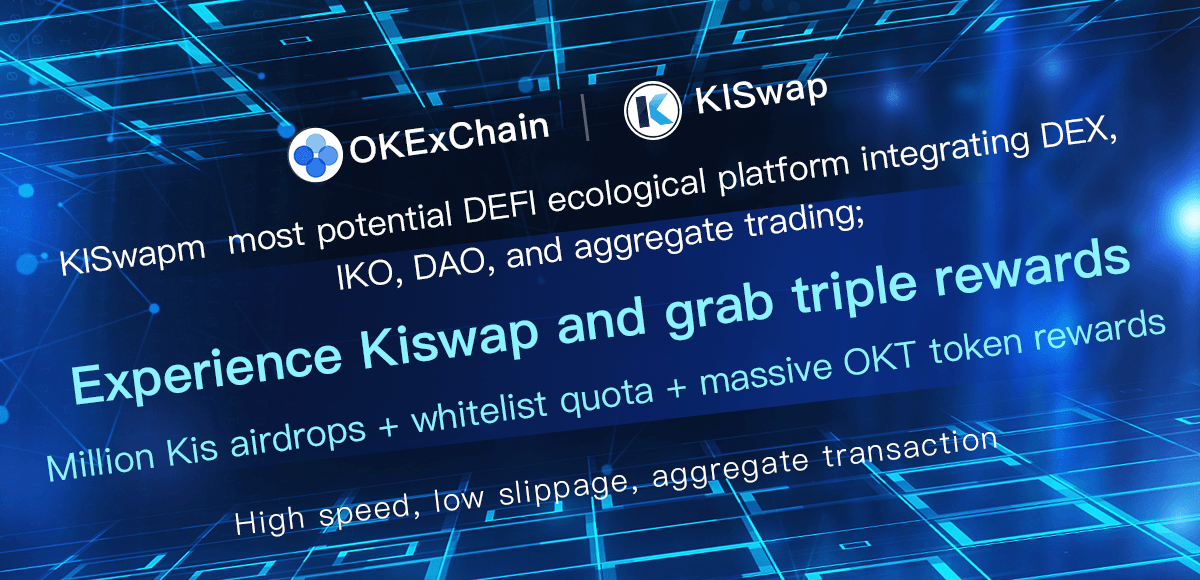 OKExChain | KISwap
KISwapm most potential DEFI ecological platform integrating DEX,
IKO, DAO, and aggregate trading;
Experience Kiswap and grab triple rewards
Million Kis airdrops + whitelist quota + massive OKT token rewards
High speed, low slippage, aggregate transaction